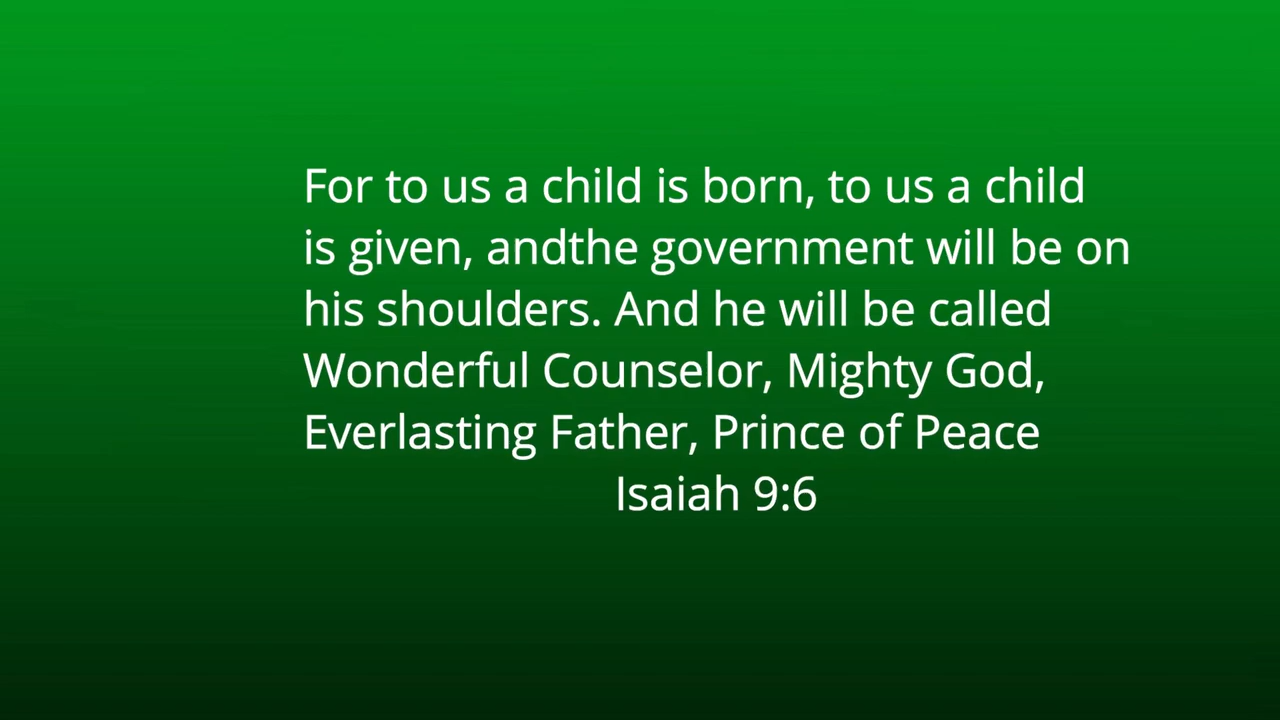 For to us a child is born, to us a child
is given, andthe government will be on
his shoulders. And he will be called
Wonderful Counselor, Mighty God,
Everlasting Father, Prince of Peace
Isaiah 9:6